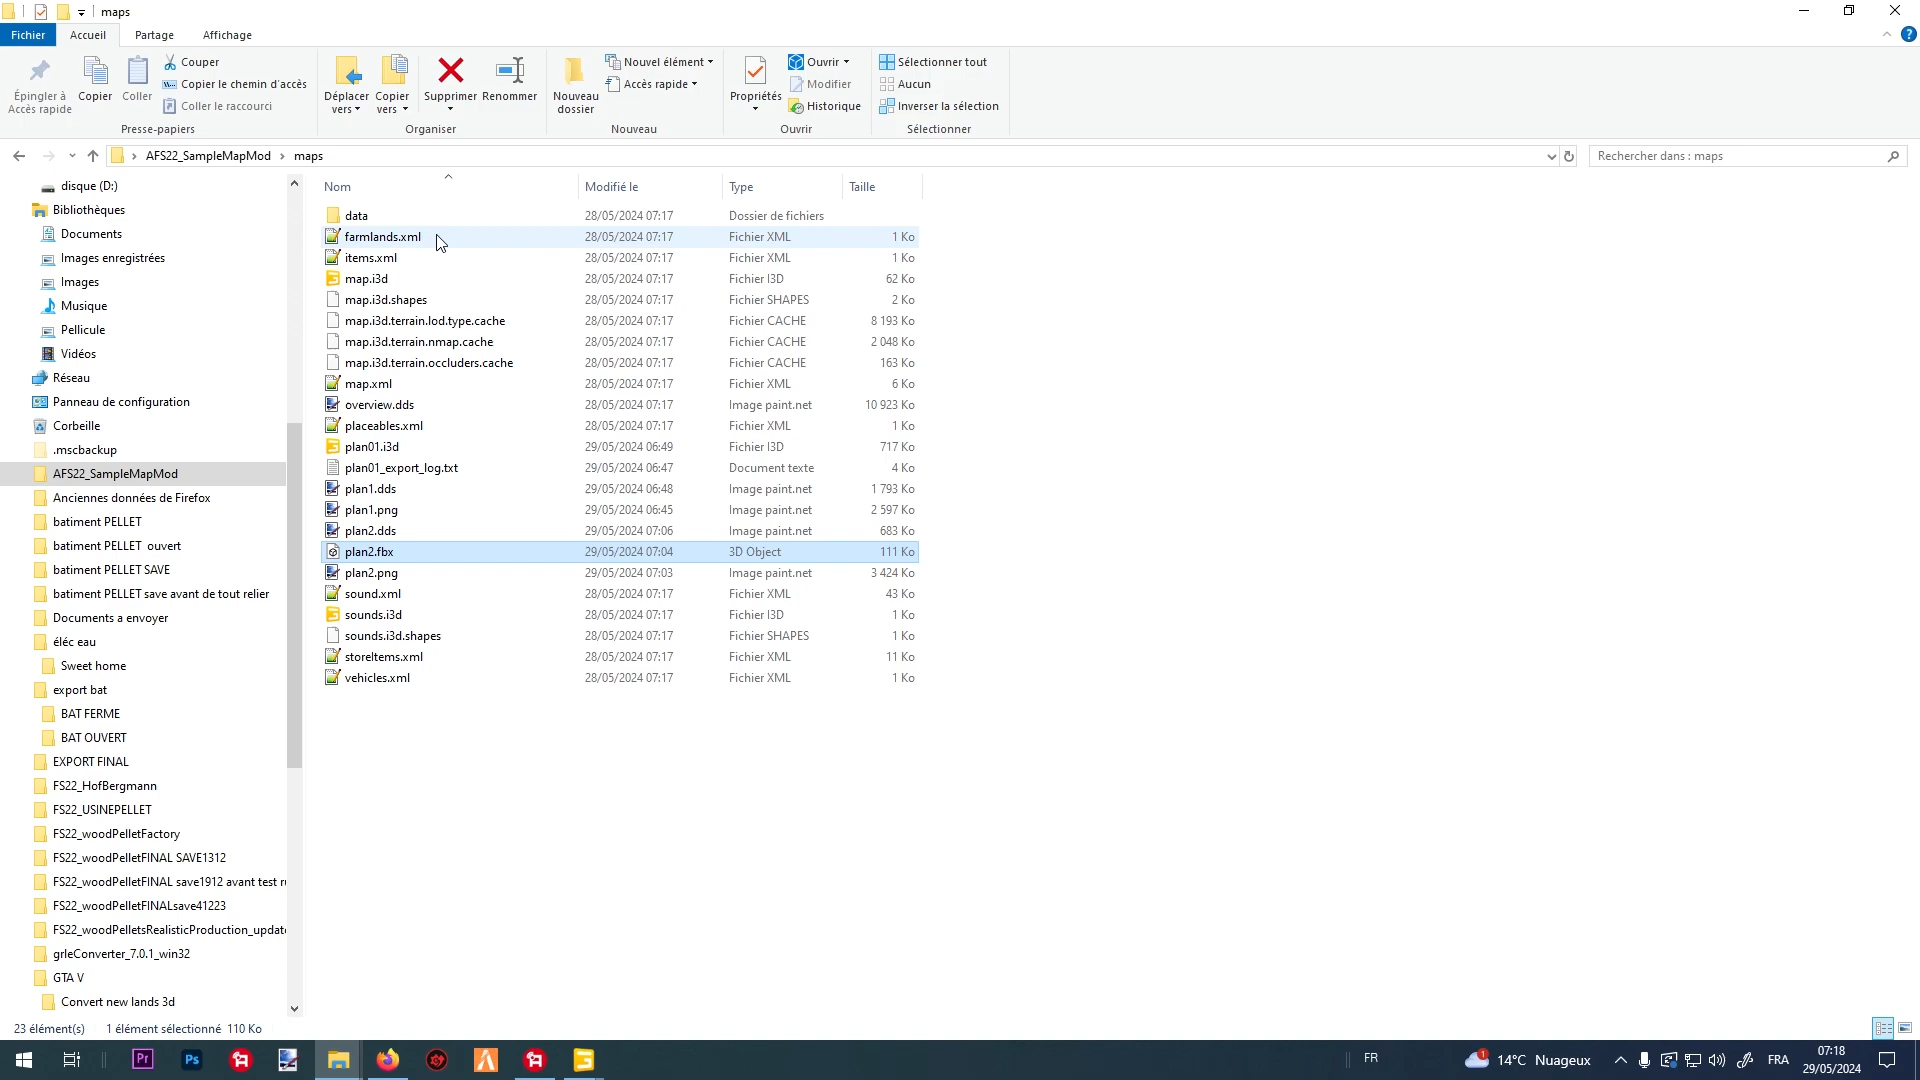 maps
Fichier Accueil Partage Affichage
Épingler à Accès rapide
Copier
Coller
Couper
Copier le chemin d'accès
Coller le raccourci
Déplacer vers
Copier vers
Supprimer
Renommer
Nouveau dossier
Nouvel élément
Accès rapide
Propriétés
Ouvrir
Modifier
Historique
Sélectionner tout
Aucun
Inverser la sélection
Presse-papiers Organiser Nouveau Ouvrir Sélectionner
AFS22_SampleMapMod > maps
Rechercher dans : maps
disque (D:)
Bibliothèques
Documents
Images enregistrées
Images
Musique
Pellicule
Vidéos
Réseau
Panneau de configuration
Corbeille
.mscbackup
AFS22_SampleMapMod
Anciennes données de Firefox
batiment PELLET
batiment PELLET ouvert
batiment PELLET SAVE
batiment PELLET save avant de tout relier
Documents a envoyer
éléc eau
Sweet home
export bat
BAT FERME
BAT OUVERT
EXPORT FINAL
FS22_HofBergmann
FS22_USINEPELLET
FS22_woodPelletFactory
FS22_woodPelletFINAL SAVE1312
FS22_woodPelletFINAL save1912 avant test r
FS22_woodPelletFINALsave41223
FS22_woodPelletsRealisticProduction_updat
grleConverter_7.0.1_win32
GTA V
Convert new lands 3d
Nom Modifié le Type Taille
data 28/05/2024 07:17 Dossier de fichiers
farmlands.xml 28/05/2024 07:17 Fichier XML 1 Ko
items.xml 28/05/2024 07:17 Fichier XML 1 Ko
map.i3d 28/05/2024 07:17 Fichier I3D 62 Ko
map.i3d.shapes 28/05/2024 07:17 Fichier SHAPES 2 Ko
map.i3d.terrain.lod.type.cache 28/05/2024 07:17 Fichier CACHE 8 193 Ko
map.i3d.terrain.nmap.cache 28/05/2024 07:17 Fichier CACHE 2 048 Ko
map.i3d.terrain.occluders.cache 28/05/2024 07:17 Fichier CACHE 163 Ko
map.xml 28/05/2024 07:17 Fichier XML 6 Ko
overview.dds 28/05/2024 07:17 Image paint.net 10 923 Ko
placeables.xml 28/05/2024 07:17 Fichier XML 1 Ko
plan01.i3d 29/05/2024 06:49 Fichier I3D 717 Ko
plan01_export_log.txt 29/05/2024 06:47 Document texte 4 Ko
plan1.dds 29/05/2024 06:48 Image paint.net 1 793 Ko
plan1.png 29/05/2024 06:45 Image paint.net 2 597 Ko
plan2.dds 29/05/2024 07:06 Image paint.net 683 Ko
plan2.fbx 29/05/2024 07:04 3D Object 111 Ko
plan2.png 29/05/2024 07:03 Image paint.net 3 424 Ko
sound.xml 28/05/2024 07:17 Fichier XML 43 Ko
sounds.i3d 28/05/2024 07:17 Fichier I3D 1 Ko
sounds.i3d.shapes 28/05/2024 07:17 Fichier SHAPES 1 Ko
storeItems.xml 28/05/2024 07:17 Fichier XML 11 Ko
vehicles.xml 28/05/2024 07:17 Fichier XML 1 Ko
23 élément(s) 1 élément sélectionné 110 Ko
Pr Ps
FR
1 14°C Nuageux
FRA
07:18
29/05/2024